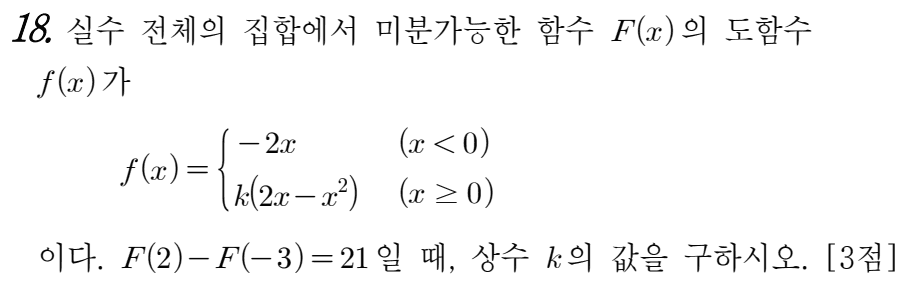 18. 실수 전체의 집합에서 미분가능한 함수 F(x)의 도함수
f(x)가
f(x) = { -2x (x < 0)
k(2x - x²) (x ≥ 0)
이다. F(2) - F(-3) = 21일 때, 상수 k의 값을 구하시오. [3점]